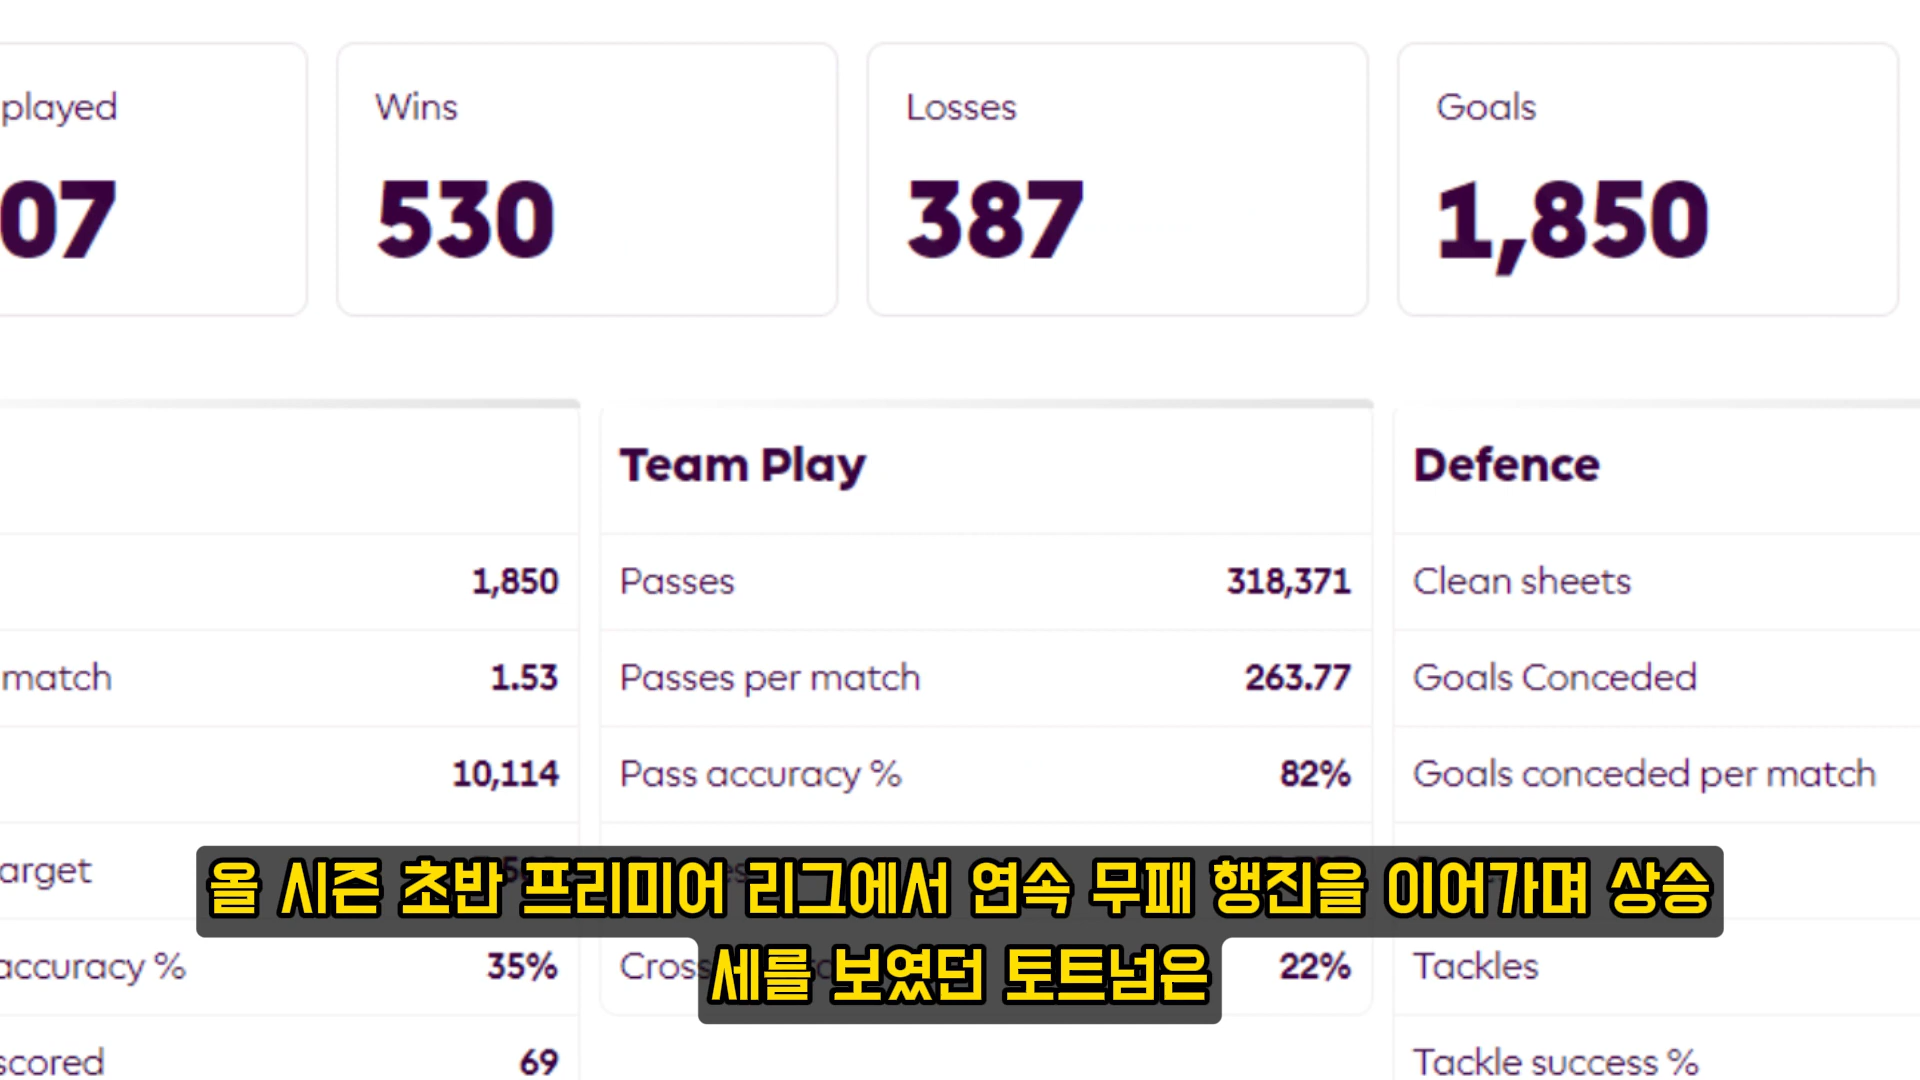 played
Wins
Losses
Goals
07
530
387
1,850
Team Play
Defence
1,850
Passes
318,371
Clean sheets
match
1.53
Passes per match
263.77
Goals Conceded
10,114
Pass accuracy %
82%
Goals conceded per match
arget
올 시즌 초반 프리미어 리그에서 연속 무패 행진을 이어가며 상승
세를 보였던 토트넘은
accuracy %
35%
Cross
22%
Tackles
scored
69
Tackle success %